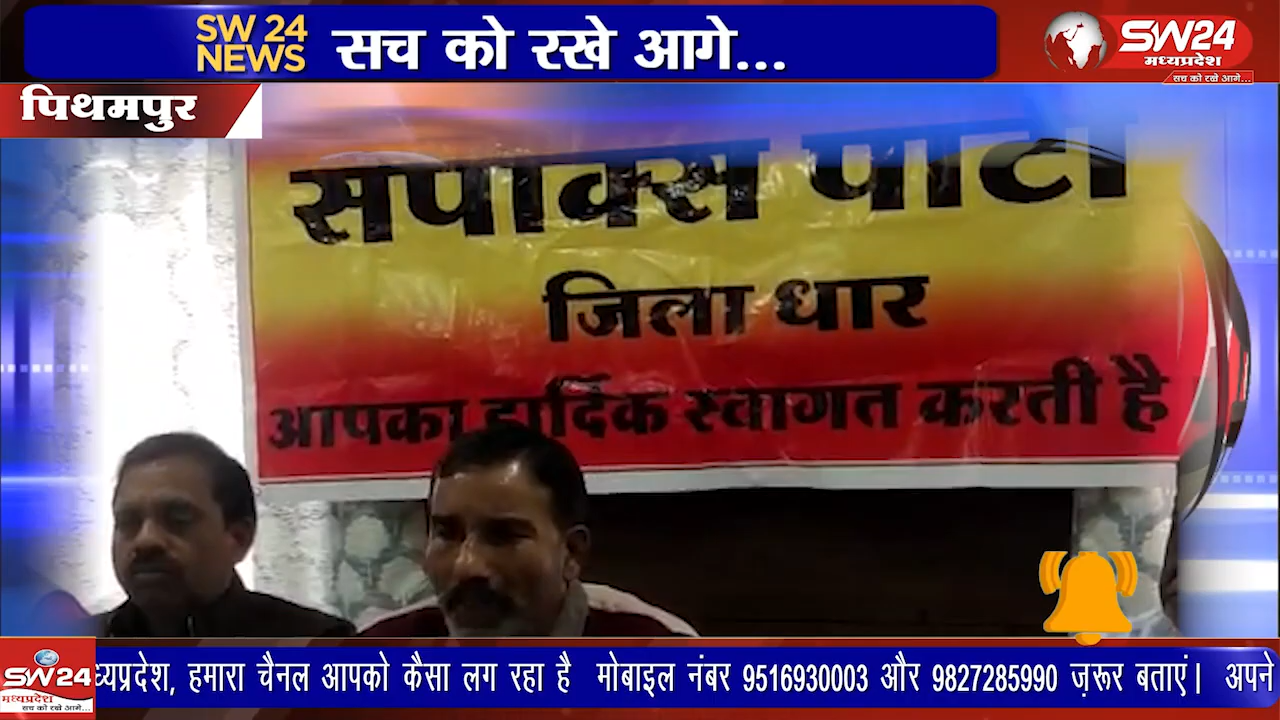 SW 24 NEWS
सच को रखे आगे...
SW24
मध्यप्रदेश
सच को रखे आगे...
पिथमपुर
सपाक्स पार्टी
जिला धार
आपका हार्दिक स्वागत करती है
SW24
मध्यप्रदेश
सच को रखे आगे...
ध्यप्रदेश, हमारा चैनल आपको कैसा लग रहा है मोबाइल नंबर 9516930003 और 9827285990 ज़रूर बताएं। अपने